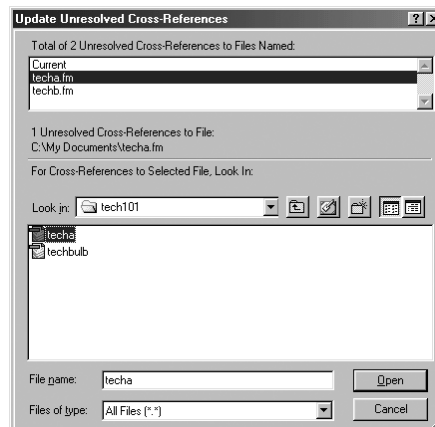 Update Unresolved Cross-References
Total of 2 Unresolved Cross-References to Files Named:
Current
techa.fm
techb.fm
1 Unresolved Cross-References to File:
C:\My Documents\techa.fm
For Cross-References to Selected File, Look In:
Look in: tech101
techa
techbulb
File name: techa Open
Files of type: All Files (*.*) Cancel